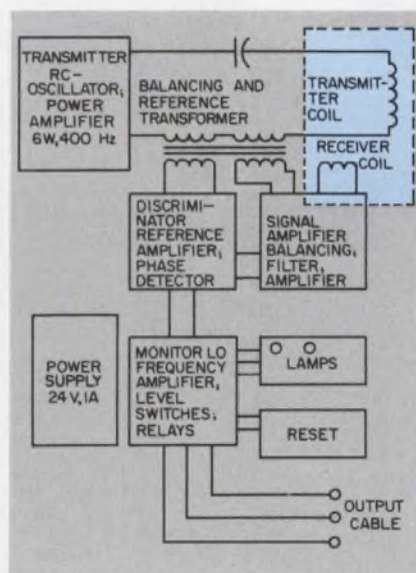 TRANSMITTER
RC-
OSCILLATOR;
POWER
AMPLIFIER
6W,400 Hz
BALANCING AND
REFERENCE
TRANSFORMER
TRANSMIT-
TER
COIL
RECEIVER
COIL
DISCRIMI-
NATOR
REFERENCE
AMPLIFIER;
PHASE
DETECTOR
SIGNAL
AMPLIFIER
BALANCING;
FILTER,
AMPLIFIER
POWER
SUPPLY
24 V, 1A
MONITOR LO
FREQUENCY
AMPLIFIER,
LEVEL
SWITCHES;
RELAYS
LAMPS
RESET
OUTPUT
CABLE